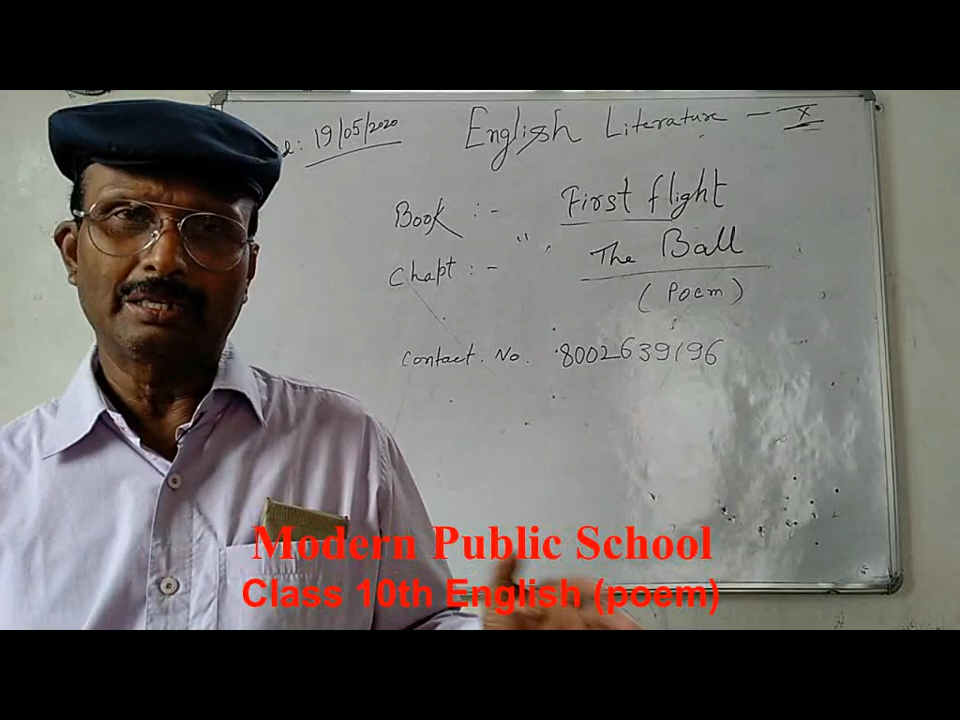 d: 19/05/2020
English Literature - X
Book :- First flight
Chapt :- The Ball
(Poem)
Contact. No. 8002639196
Modern Public School
Class 10th English (poem)